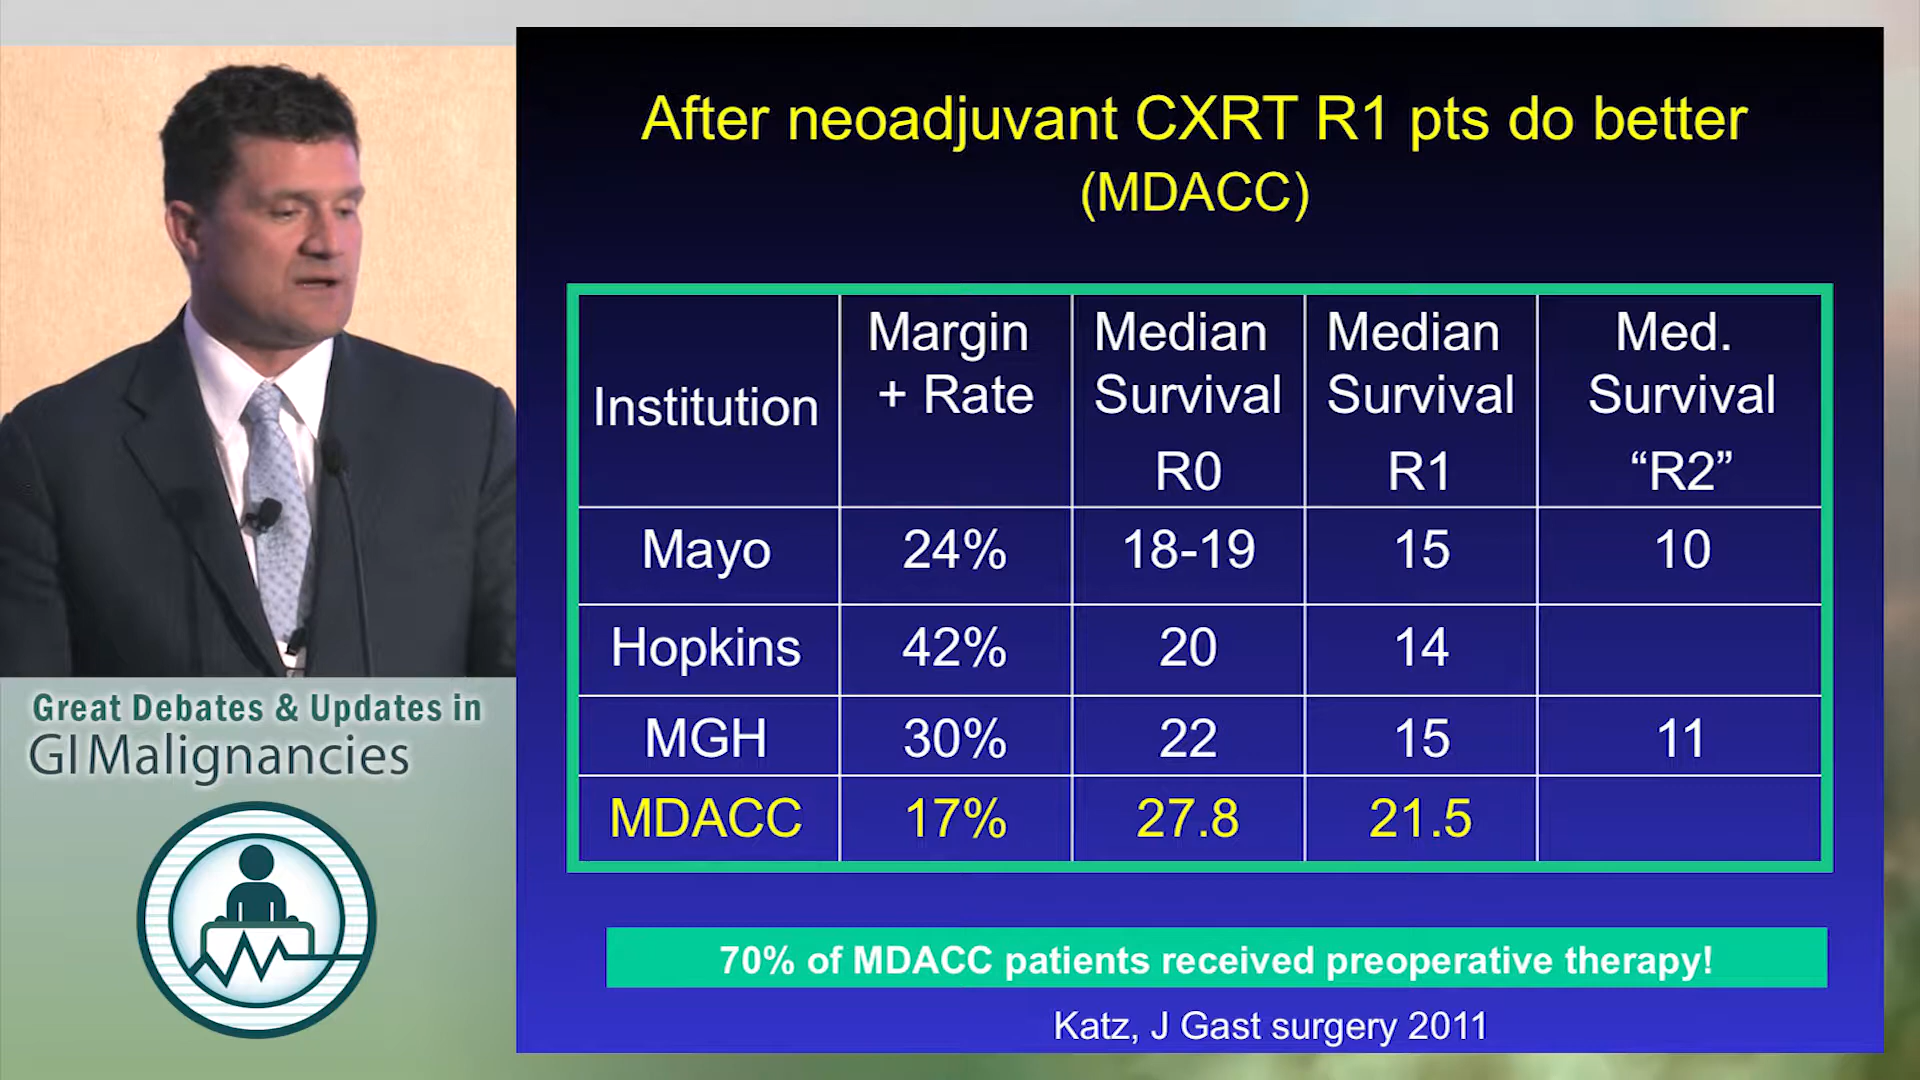 After neoadjuvant CXRT R1 pts do better
(MDACC)
Institution
Margin
+ Rate
Median
Survival
R0
Median
Survival
R1
Med.
Survival
“R2”
Mayo 24% 18-19 15 10
Hopkins 42% 20 14
MGH 30% 22 15 11
MDACC 17% 27.8 21.5
70% of MDACC patients received preoperative therapy!
Katz, J Gast surgery 2011
Great Debates & Updates in
GI Malignancies